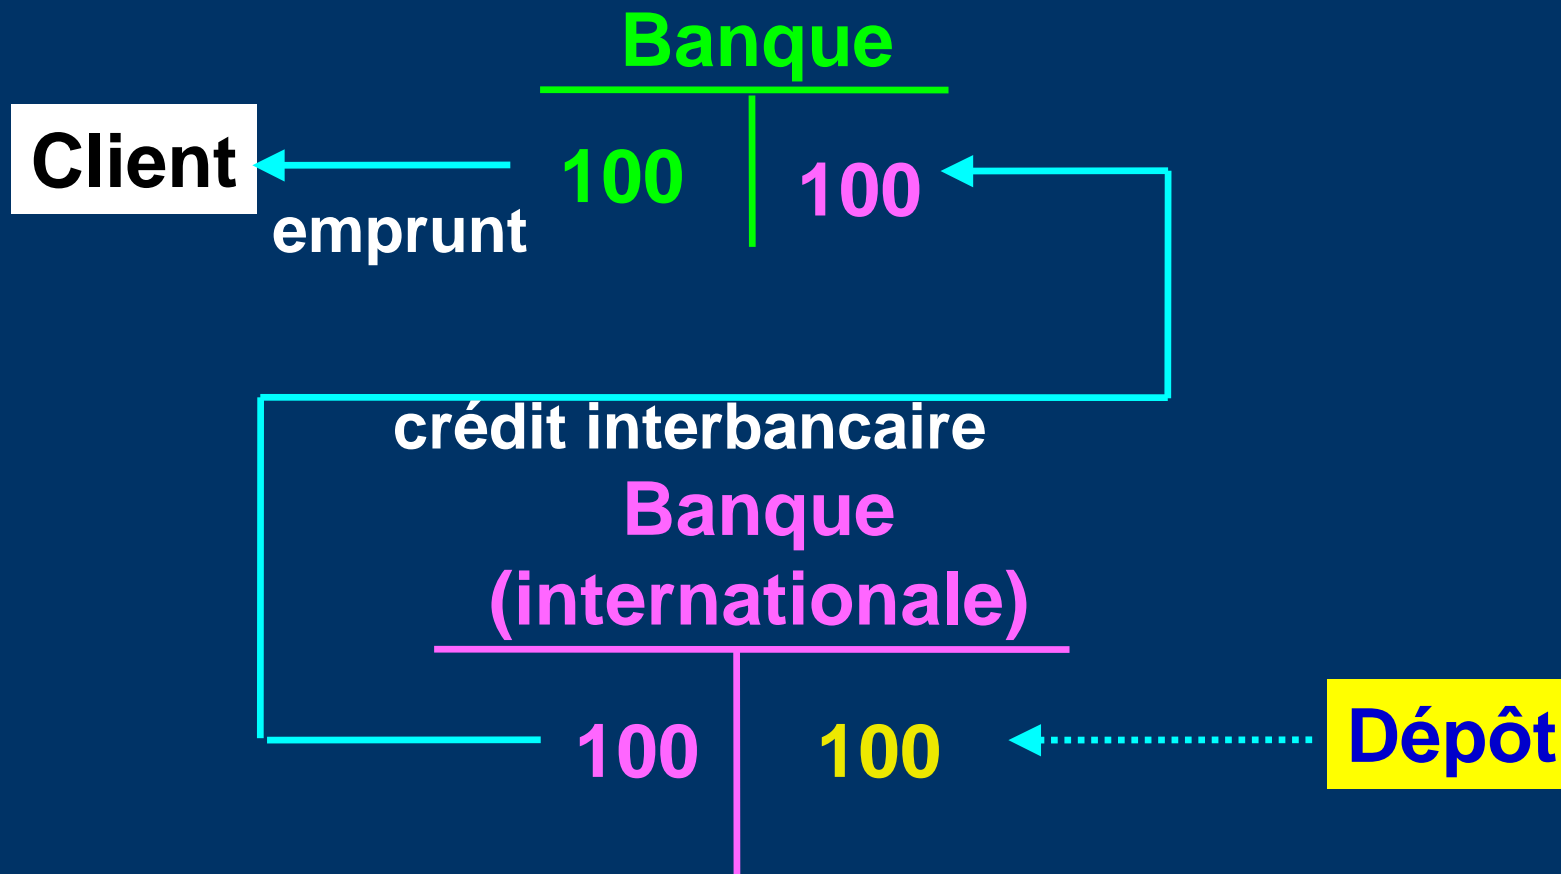 Banque
Client
100
100
emprunt
crédit interbancaire
Banque
(internationale)
100
100
Dépôt